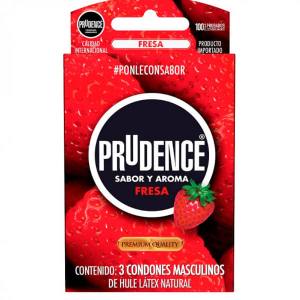 PRUDENCE
CALIDAD
INTERNACIONAL
FRESA
PRODUCTO
IMPORTADO
#PONLECONSABOR
PRUDENCE®
SABOR Y AROMA
FRESA
PREMIUM QUALITY
CONTENIDO: 3 CONDONES MASCULINOS
DE HULE LÁTEX NATURAL